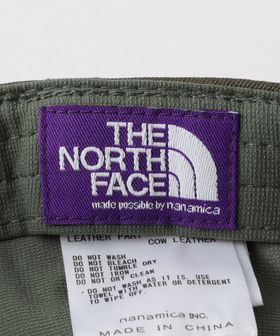 THE
NORTH
FACE
made possible by nanamica
LEATHER PART
COW LEATHER
DO NOT WASH
DO NOT BLEACH
DO NOT TUMBLE DRY
DO NOT IRON
DO NOT DRY CLEAN
DO NOT WASH AS IT IS. USE
TOWEL WITH WATER OR DETERGENT
TO WIPE OFF.
nanamica INC.
MADE IN CHINA